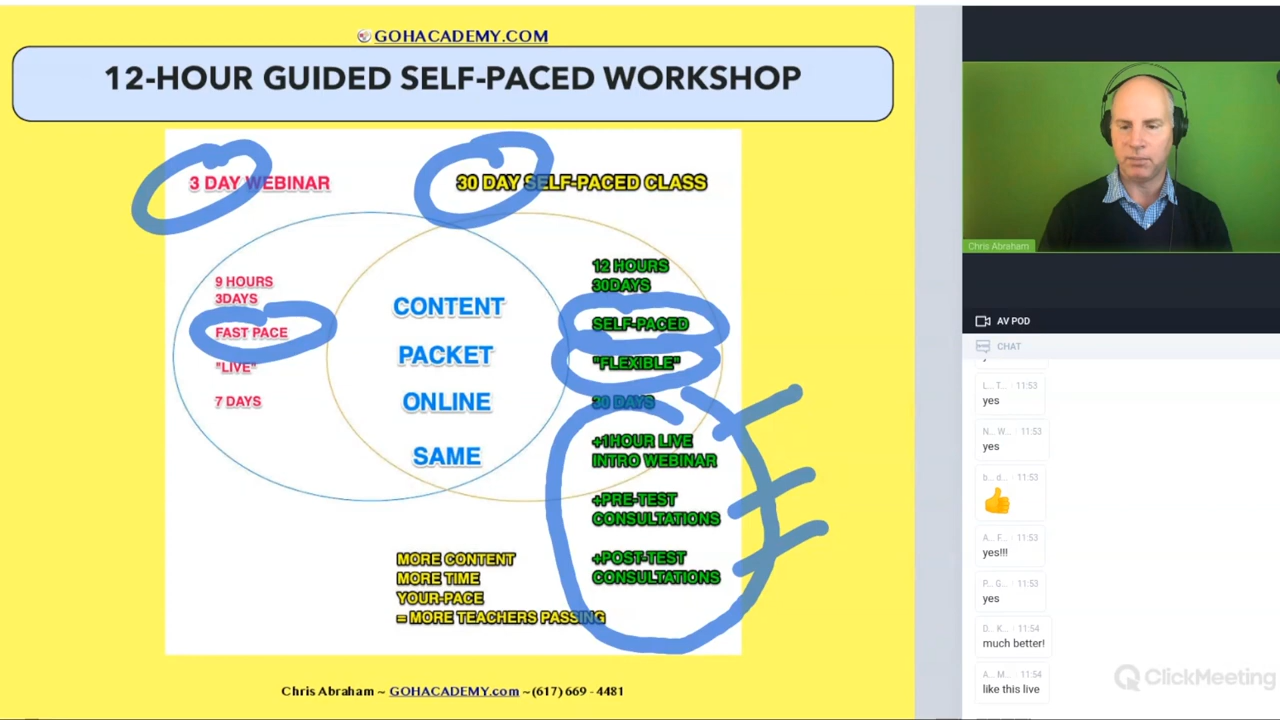 GOHACADEMY.COM
12-HOUR GUIDED SELF-PACED WORKSHOP
3 DAY WEBINAR
30 DAY SELF-PACED CLASS
9 HOURS
3DAYS
FAST PACE
"LIVE"
7 DAYS
CONTENT
PACKET
ONLINE
SAME
12 HOURS
30DAYS
SELF-PACED
"FLEXIBLE"
30 DAYS
+1HOUR LIVE
INTRO WEBINAR
+PRE-TEST
CONSULTATIONS
+POST-TEST
CONSULTATIONS
MORE CONTENT
MORE TIME
YOUR-PACE
= MORE TEACHERS PASSING
Chris Abraham ~ GOHACADEMY.com ~(617) 669 - 4481
Chris Abraham
AV POD
CHAT
L... T... 11:53
yes
N... W... 11:53
yes
b... d... 11:53
A... F... 11:53
yes!!!
P... G... 11:53
yes
D... K... 11:54
much better!
A... M... 11:54
like this live
ClickMeeting